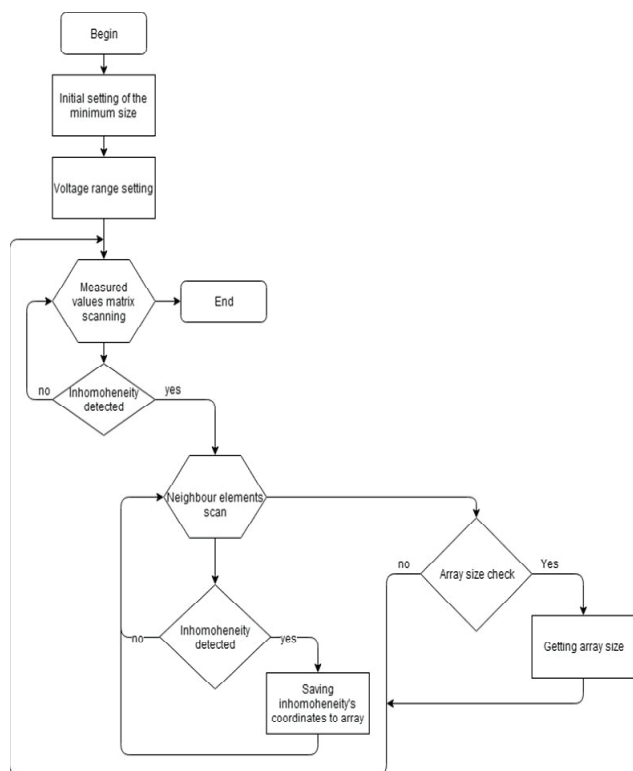 Begin
Initial setting of the
minimum size
Voltage range setting
Measured
values matrix
scanning
End
no
Inhomoheneity
detected
yes
Neighbour elements
scan
no
Array size check
Yes
no
Inhomoheneity
detected
yes
Getting array size
Saving
inhomoheneity's
coordinates to array